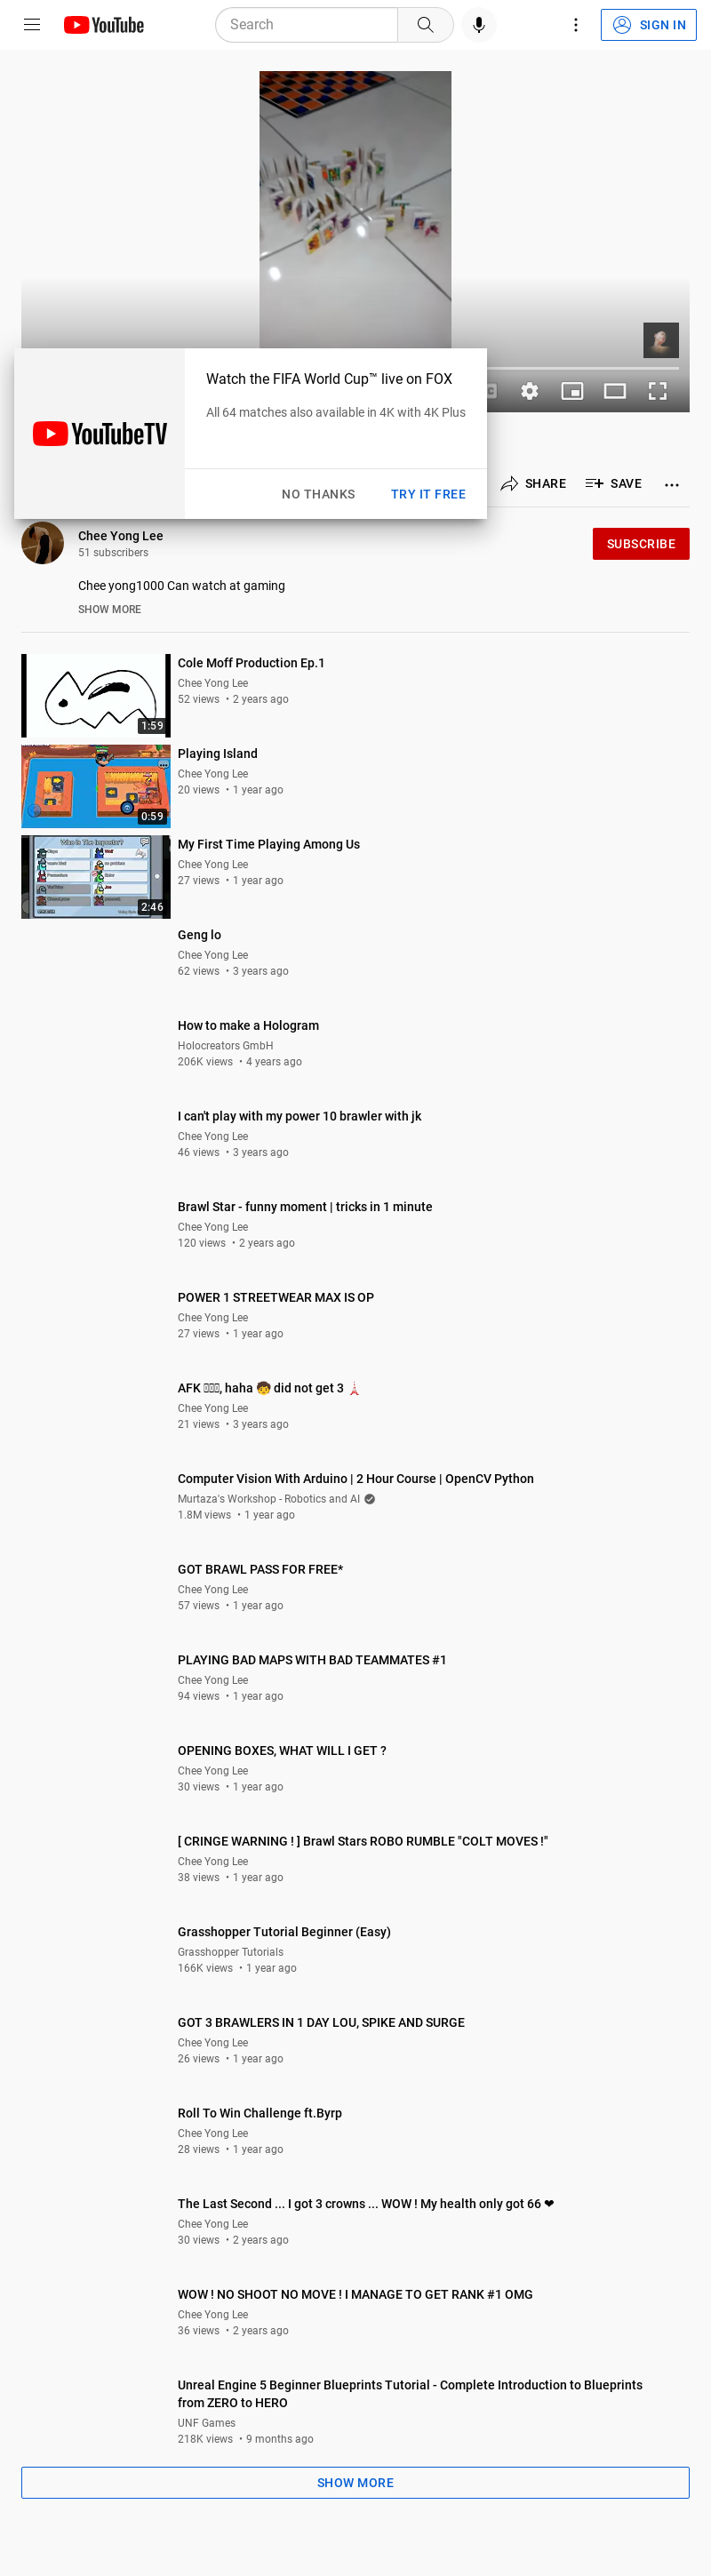 YouTube
Search
SIGN IN
YouTubeTV
Watch the FIFA World Cup™ live on FOX
All 64 matches also available in 4K with 4K Plus
NO THANKS
TRY IT FREE
SHARE
SAVE
Chee Yong Lee
51 subscribers
SUBSCRIBE
Chee yong1000 Can watch at gaming
SHOW MORE
1:59
Cole Moff Production Ep.1
Chee Yong Lee
52 views • 2 years ago
0:59
Playing Island
Chee Yong Lee
20 views • 1 year ago
Who Is The Impostor?
2:46
My First Time Playing Among Us
Chee Yong Lee
27 views • 1 year ago
Geng lo
Chee Yong Lee
62 views • 3 years ago
How to make a Hologram
Holocreators GmbH
206K views • 4 years ago
I can't play with my power 10 brawler with jk
Chee Yong Lee
46 views • 3 years ago
Brawl Star - funny moment | tricks in 1 minute
Chee Yong Lee
120 views • 2 years ago
POWER 1 STREETWEAR MAX IS OP
Chee Yong Lee
27 views • 1 year ago
AFK , haha 🧒 did not get 3 🗼
Chee Yong Lee
21 views • 3 years ago
Computer Vision With Arduino | 2 Hour Course | OpenCV Python
Murtaza's Workshop - Robotics and AI
1.8M views • 1 year ago
GOT BRAWL PASS FOR FREE*
Chee Yong Lee
57 views • 1 year ago
PLAYING BAD MAPS WITH BAD TEAMMATES #1
Chee Yong Lee
94 views • 1 year ago
OPENING BOXES, WHAT WILL I GET ?
Chee Yong Lee
30 views • 1 year ago
[ CRINGE WARNING ! ] Brawl Stars ROBO RUMBLE "COLT MOVES !"
Chee Yong Lee
38 views • 1 year ago
Grasshopper Tutorial Beginner (Easy)
Grasshopper Tutorials
166K views • 1 year ago
GOT 3 BRAWLERS IN 1 DAY LOU, SPIKE AND SURGE
Chee Yong Lee
26 views • 1 year ago
Roll To Win Challenge ft.Byrp
Chee Yong Lee
28 views • 1 year ago
The Last Second ... I got 3 crowns ... WOW ! My health only got 66 ❤
Chee Yong Lee
30 views • 2 years ago
WOW ! NO SHOOT NO MOVE ! I MANAGE TO GET RANK #1 OMG
Chee Yong Lee
36 views • 2 years ago
Unreal Engine 5 Beginner Blueprints Tutorial - Complete Introduction to Blueprints
from ZERO to HERO
UNF Games
218K views • 9 months ago
SHOW MORE